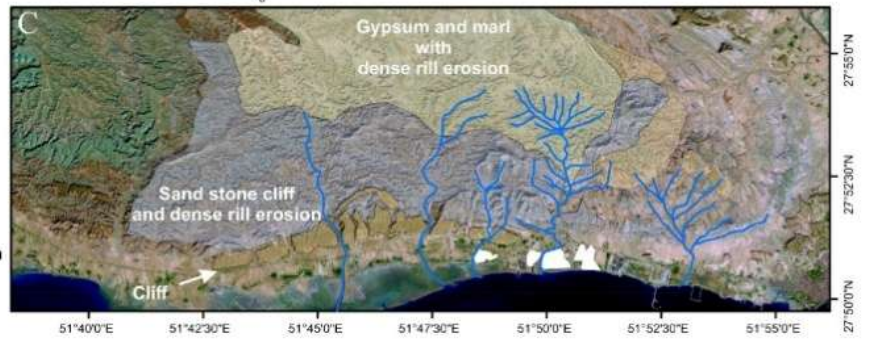 C
Gypsum and marl
with
dense rill erosion
Sand stone cliff
and dense rill erosion
Cliff
27°55'0"N
27°52'30"N
27°50'0"N
51°40'0"E
51°42'30"E
51°45'0"E
51°47'30"E
51°50'0"E
51°52'30"E
51°55'0"E